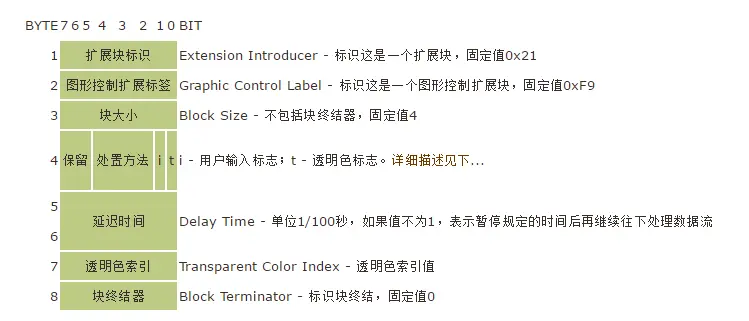 BYTE 7 6 5 4 3 2 1 0 BIT
1 扩展块标识 Extension Introducer - 标识这是一个扩展块，固定值0x21
2 图形控制扩展标签 Graphic Control Label - 标识这是一个图形控制扩展块，固定值0xF9
3 块大小 Block Size - 不包括块终结器，固定值4
4 保留 处置方法 i t i - 用户输入标志；t - 透明色标志。详细描述见下...
5
延迟时间 Delay Time - 单位1/100秒，如果值不为1，表示暂停规定的时间后再继续往下处理数据流
6
7 透明色索引 Transparent Color Index - 透明色索引值
8 块终结器 Block Terminator - 标识块终结，固定值0